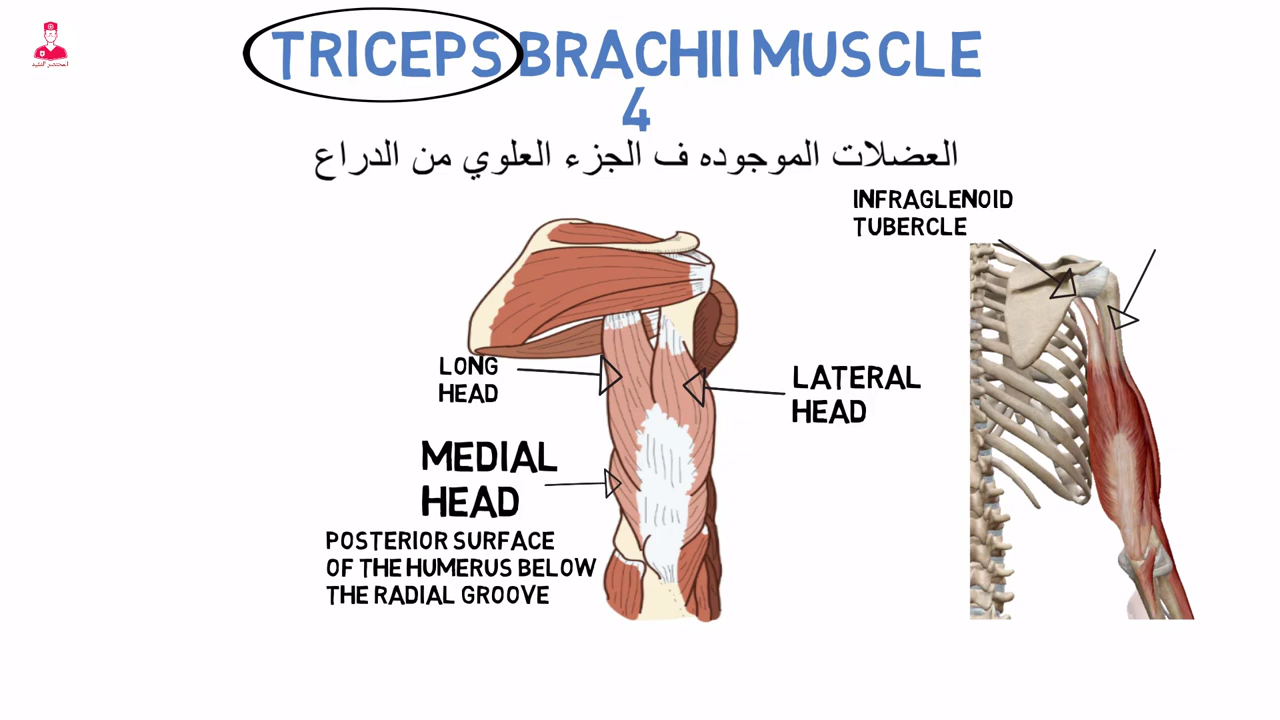 TRICEPS BRACHII MUSCLE
4
العضلات الموجوده ف الجزء العلوي من الدراع
INFRAGLENOID
TUBERCLE
LONG
HEAD
LATERAL
HEAD
MEDIAL
HEAD
POSTERIOR SURFACE
OF THE HUMERUS BELOW
THE RADIAL GROOVE